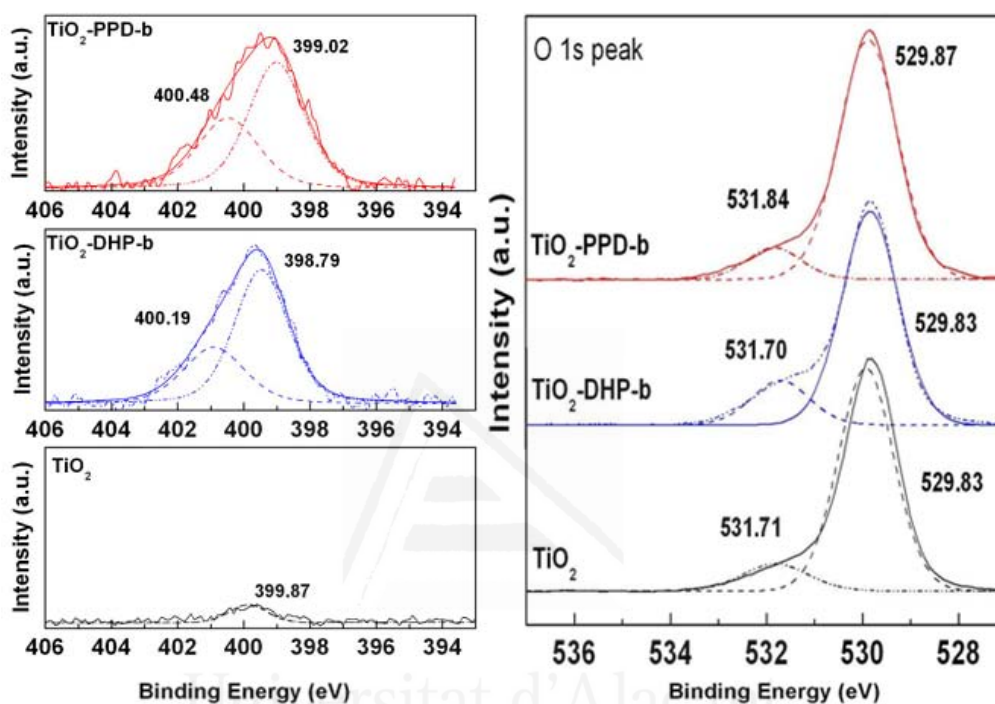 TiO2-PPD-b
399.02
400.48
Intensity (a.u.)
406 404 402 400 398 396 394
TiO2-DHP-b
398.79
400.19
Intensity (a.u.)
406 404 402 400 398 396 394
TiO2
399.87
Intensity (a.u.)
406 404 402 400 398 396 394
Binding Energy (eV)
O 1s peak
529.87
531.84
TiO2-PPD-b
529.83
531.70
TiO2-DHP-b
529.83
531.71
TiO2
Intensity (a.u.)
536 534 532 530 528
Binding Energy (eV)
Universitat d'Alacant